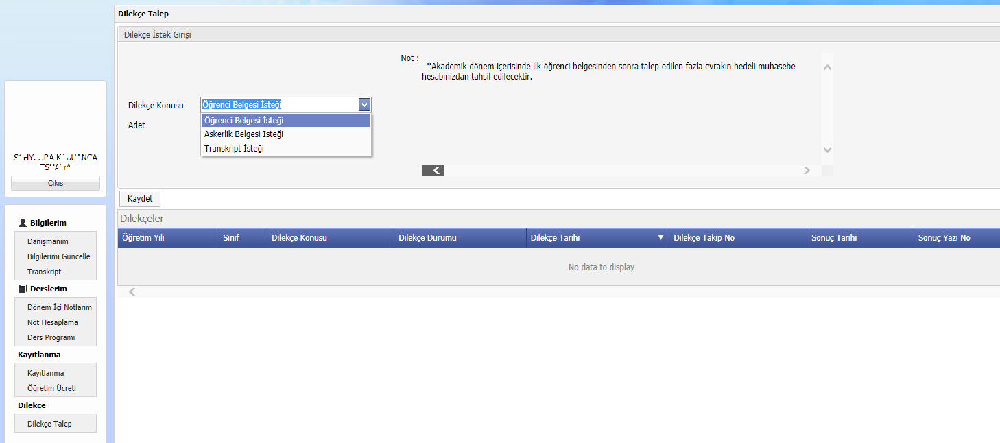 Dilekçe Talep
Dilekçe İstek Girişi
Not :
*Akademik dönem içerisinde ilk öğrenci belgesinden sonra talep edilen fazla evrakın bedeli muhasebe
hesabınızdan tahsil edilecektir.
Dilekçe Konusu
Öğrenci Belgesi İsteği
Öğrenci Belgesi İsteği
Askerlik Belgesi İsteği
Transkript İsteği
Adet
Kaydet
Dilekçeler
Öğretim Yılı Sınıf Dilekçe Konusu Dilekçe Durumu Dilekçe Tarihi Dilekçe Takip No Sonuç Tarihi Sonuç Yazı No
No data to display
Çıkış
Bilgilerim
Danışmanım
Bilgilerimi Güncelle
Transkript
Derslerim
Dönem İçi Notlarım
Not Hesaplama
Ders Programı
Kayıtlanma
Kayıtlanma
Öğretim Ücreti
Dilekçe
Dilekçe Talep